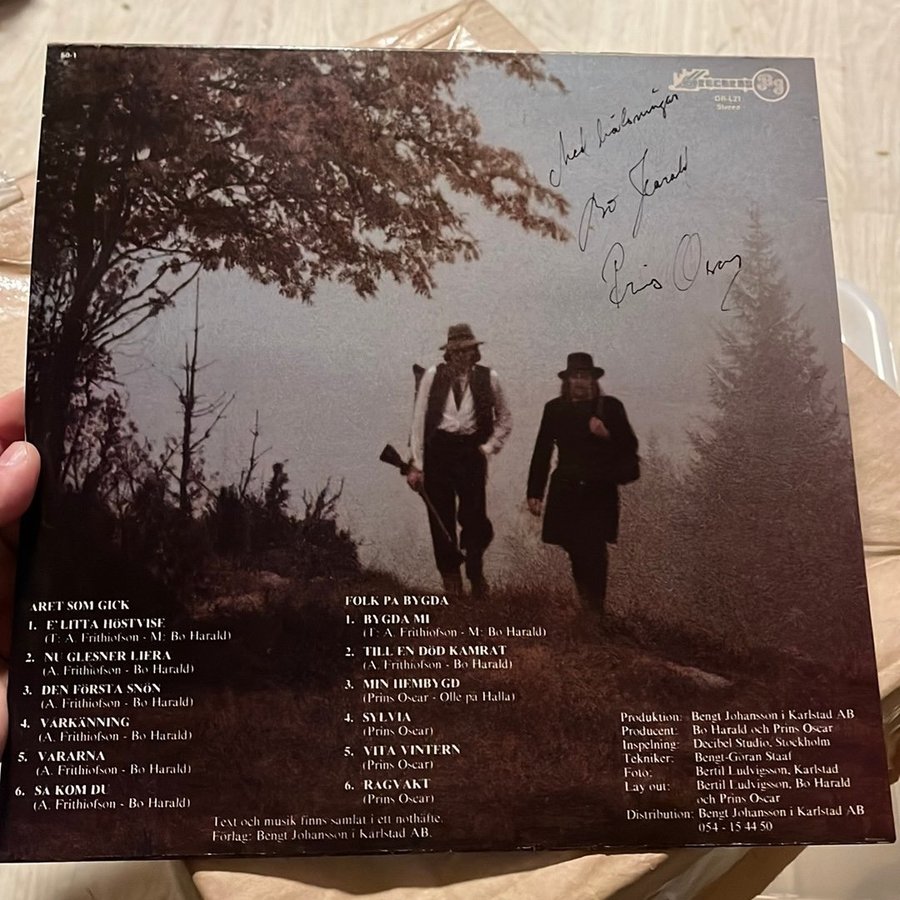 BO-1
Stereo
Med hälsningar
Bo Harald
Prins Oscar
ÅRET SOM GICK
1. E' LITTA HÖSTVISE
(T: A. Frithiofson - M: Bo Harald)
2. NU GLESNER LIERA
(A. Frithiofson - Bo Harald)
3. DEN FÖRSTA SNÖN
(A. Frithiofson - Bo Harald)
4. VÅRKÄNNING
(A. Frithiofson - Bo Harald)
5. VÅRARNA
(A. Frithiofson - Bo Harald)
6. SÅ KOM DU
(A. Frithiofson - Bo Harald)
FOLK PÅ BYGDA
1. BYGDA MI
(T: A. Frithiofson - M: Bo Harald)
2. TILL EN DÖD KAMRAT
(A. Frithiofson - Bo Harald)
3. MIN HEMBYGD
(Prins Oscar - Olle på Halla)
4. SYLVIA
(Prins Oscar)
5. VITA VINTERN
(Prins Oscar)
6. RAGVAKT
(Prins Oscar)
Text och musik finns samlat i ett nothäfte.
Förlag: Bengt Johansson i Karlstad AB.
Produktion: Bengt Johansson i Karlstad AB
Producent: Bo Harald och Prins Oscar
Inspelning: Decibel Studio, Stockholm
Tekniker: Bengt-Göran Staaf
Foto: Bertil Ludvigsson, Karlstad
Lay out: Bertil Ludvigsson, Bo Harald
och Prins Oscar
Distribution: Bengt Johansson i Karlstad AB
054 - 15 44 50